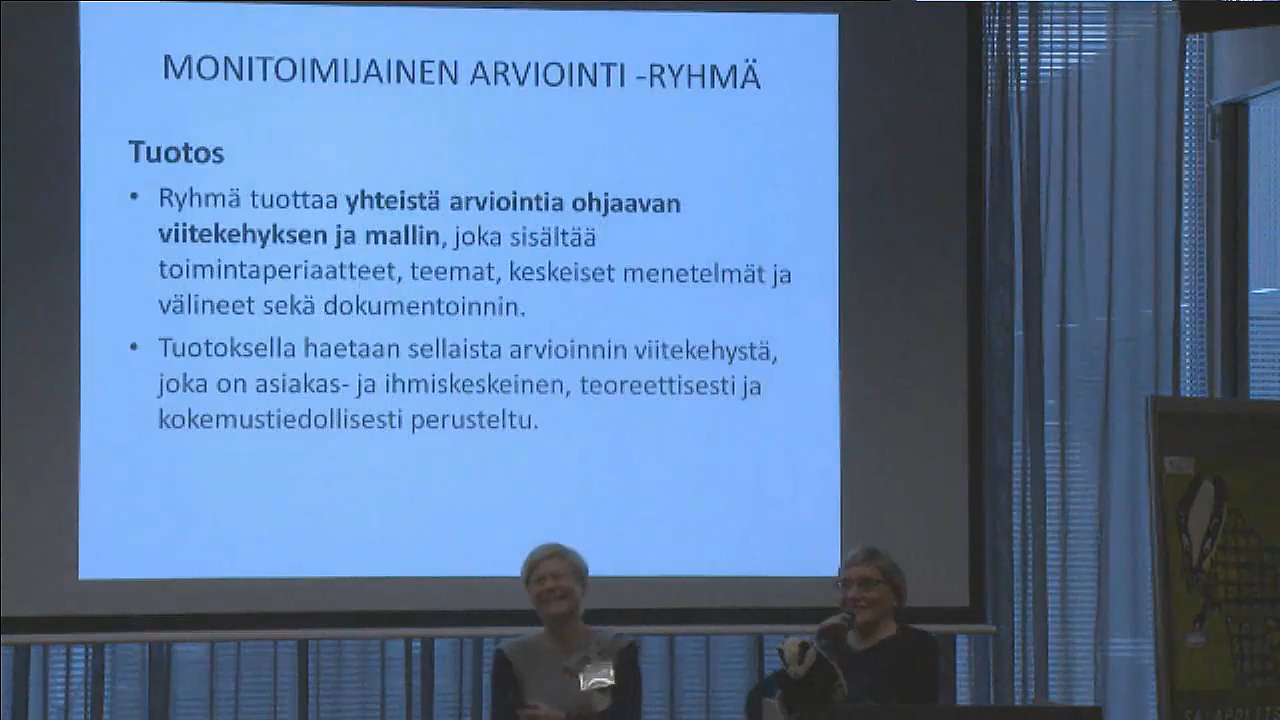 MONITOIMIJAINEN ARVIOINTI -RYHMÄ
Tuotos
• Ryhmä tuottaa yhteistä arviointia ohjaavan
viitekehyksen ja mallin, joka sisältää
toimintaperiaatteet, teemat, keskeiset menetelmät ja
välineet sekä dokumentoinnin.
• Tuotoksella haetaan sellaista arvioinnin viitekehystä,
joka on asiakas- ja ihmiskeskeinen, teoreettisesti ja
kokemustiedollisesti perusteltu.